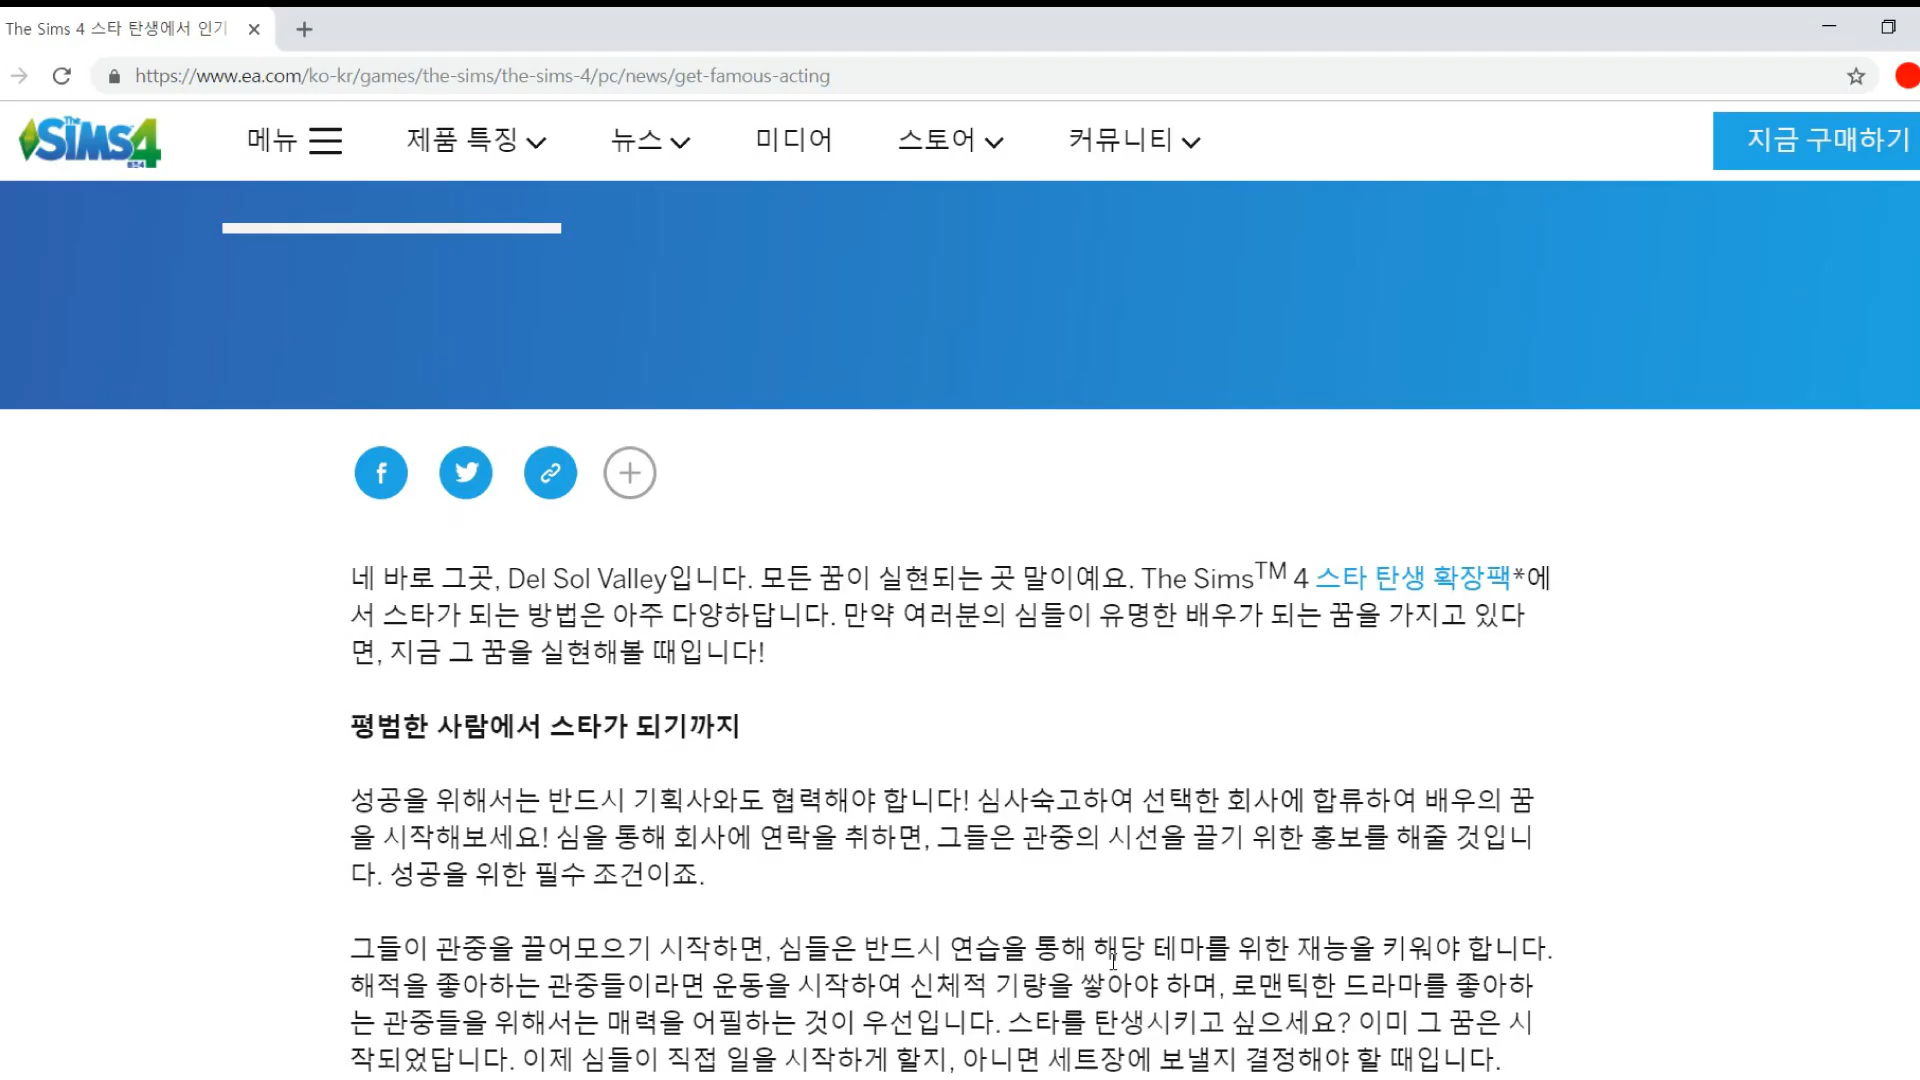 The Sims 4 스타 탄생에서 인기
https://www.ea.com/ko-kr/games/the-sims/the-sims-4/pc/news/get-famous-acting
The SIMS 4
메뉴 제품 특징 뉴스 미디어 스토어 커뮤니티 지금 구매하기
네 바로 그곳, Del Sol Valley입니다. 모든 꿈이 실현되는 곳 말이예요. The Sims™ 4 스타 탄생 확장팩*에
서 스타가 되는 방법은 아주 다양하답니다. 만약 여러분의 심들이 유명한 배우가 되는 꿈을 가지고 있다
면, 지금 그 꿈을 실현해볼 때입니다!
평범한 사람에서 스타가 되기까지
성공을 위해서는 반드시 기획사와도 협력해야 합니다! 심사숙고하여 선택한 회사에 합류하여 배우의 꿈
을 시작해보세요! 심을 통해 회사에 연락을 취하면, 그들은 관중의 시선을 끌기 위한 홍보를 해줄 것입니
다. 성공을 위한 필수 조건이죠.
그들이 관중을 끌어모으기 시작하면, 심들은 반드시 연습을 통해 해당 테마를 위한 재능을 키워야 합니다.
해적을 좋아하는 관중들이라면 운동을 시작하여 신체적 기량을 쌓아야 하며, 로맨틱한 드라마를 좋아하
는 관중들을 위해서는 매력을 어필하는 것이 우선입니다. 스타를 탄생시키고 싶으세요? 이미 그 꿈은 시
작되었답니다. 이제 심들이 직접 일을 시작하게 할지, 아니면 세트장에 보낼지 결정해야 할 때입니다.